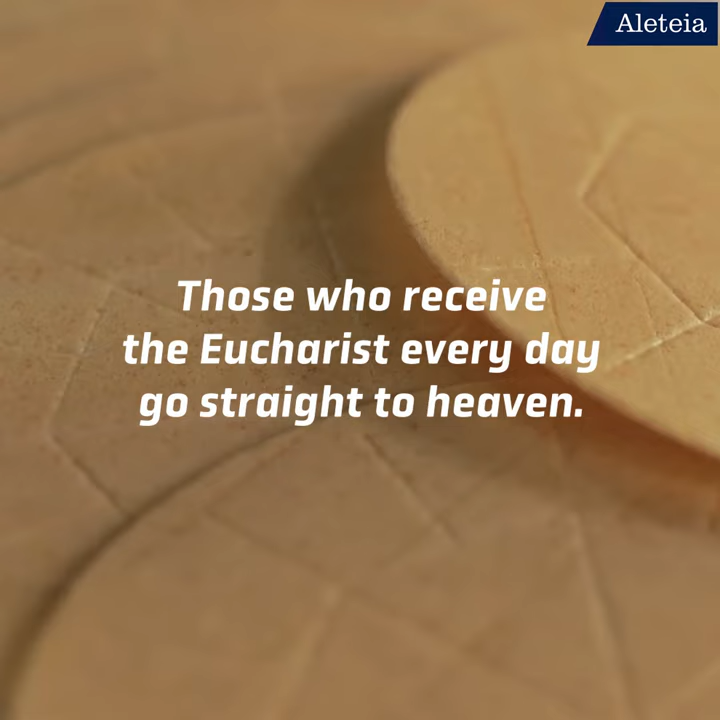 Aleteia
Those who receive
the Eucharist every day
go straight to heaven.